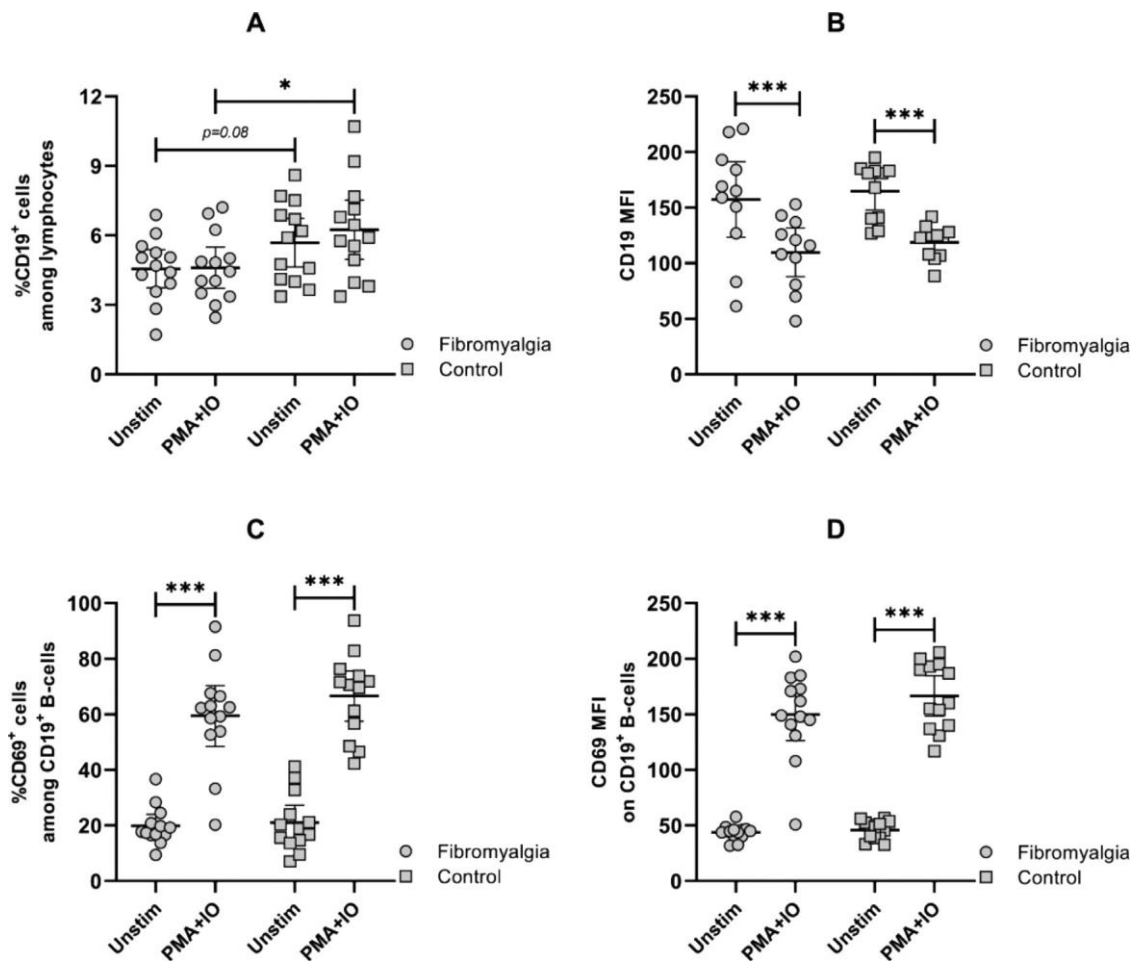 A
%CD19⁺ cells
among lymphocytes
12
9
6
3
0
p=0.08
*
Unstim
PMA+IO
Unstim
PMA+IO
Fibromyalgia
Control
B
CD19 MFI
250
200
150
100
50
0
***
***
Unstim
PMA+IO
Unstim
PMA+IO
Fibromyalgia
Control
C
%CD69⁺ cells
among CD19⁺ B-cells
100
80
60
40
20
0
***
***
Unstim
PMA+IO
Unstim
PMA+IO
Fibromyalgia
Control
D
CD69 MFI
on CD19⁺ B-cells
250
200
150
100
50
0
***
***
Unstim
PMA+IO
Unstim
PMA+IO
Fibromyalgia
Control